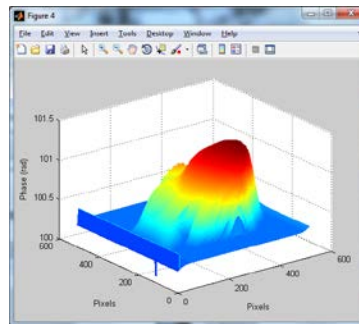 Figure 4
File Edit View Insert Tools Desktop Window Help
101.5
101
100.5
100
Phase (rad)
600
400
200
0
Pixels
0
200
400
600
Pixels